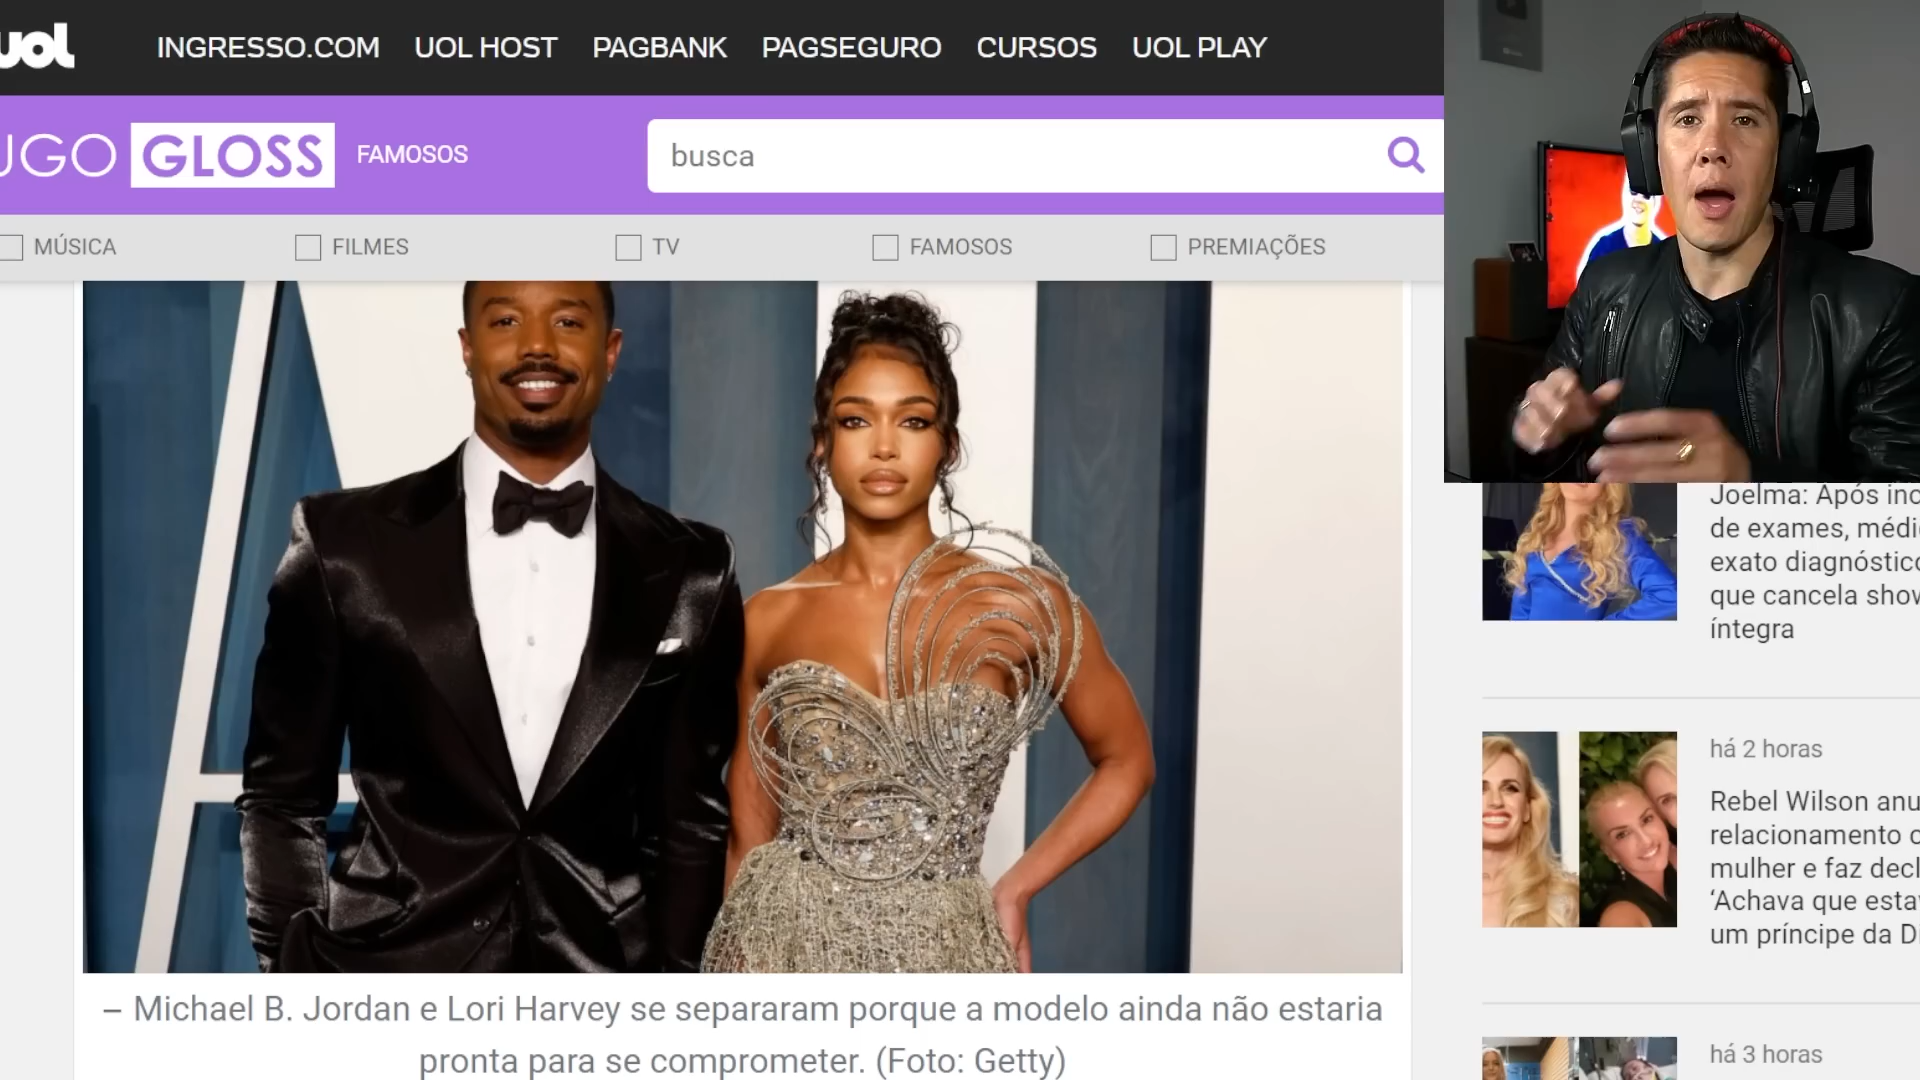 uol INGRESSO.COM UOL HOST PAGBANK PAGSEGURO CURSOS UOL PLAY
UGO GLOSS FAMOSOS busca
MÚSICA FILMES TV FAMOSOS PREMIAÇÕES
Joelma: Após inc
de exames, médi
exato diagnóstico
que cancela show
íntegra
há 2 horas
Rebel Wilson anu
relacionamento c
mulher e faz decl
‘Achava que esta
um príncipe da Di
há 3 horas
– Michael B. Jordan e Lori Harvey se separaram porque a modelo ainda não estaria
pronta para se comprometer. (Foto: Getty)